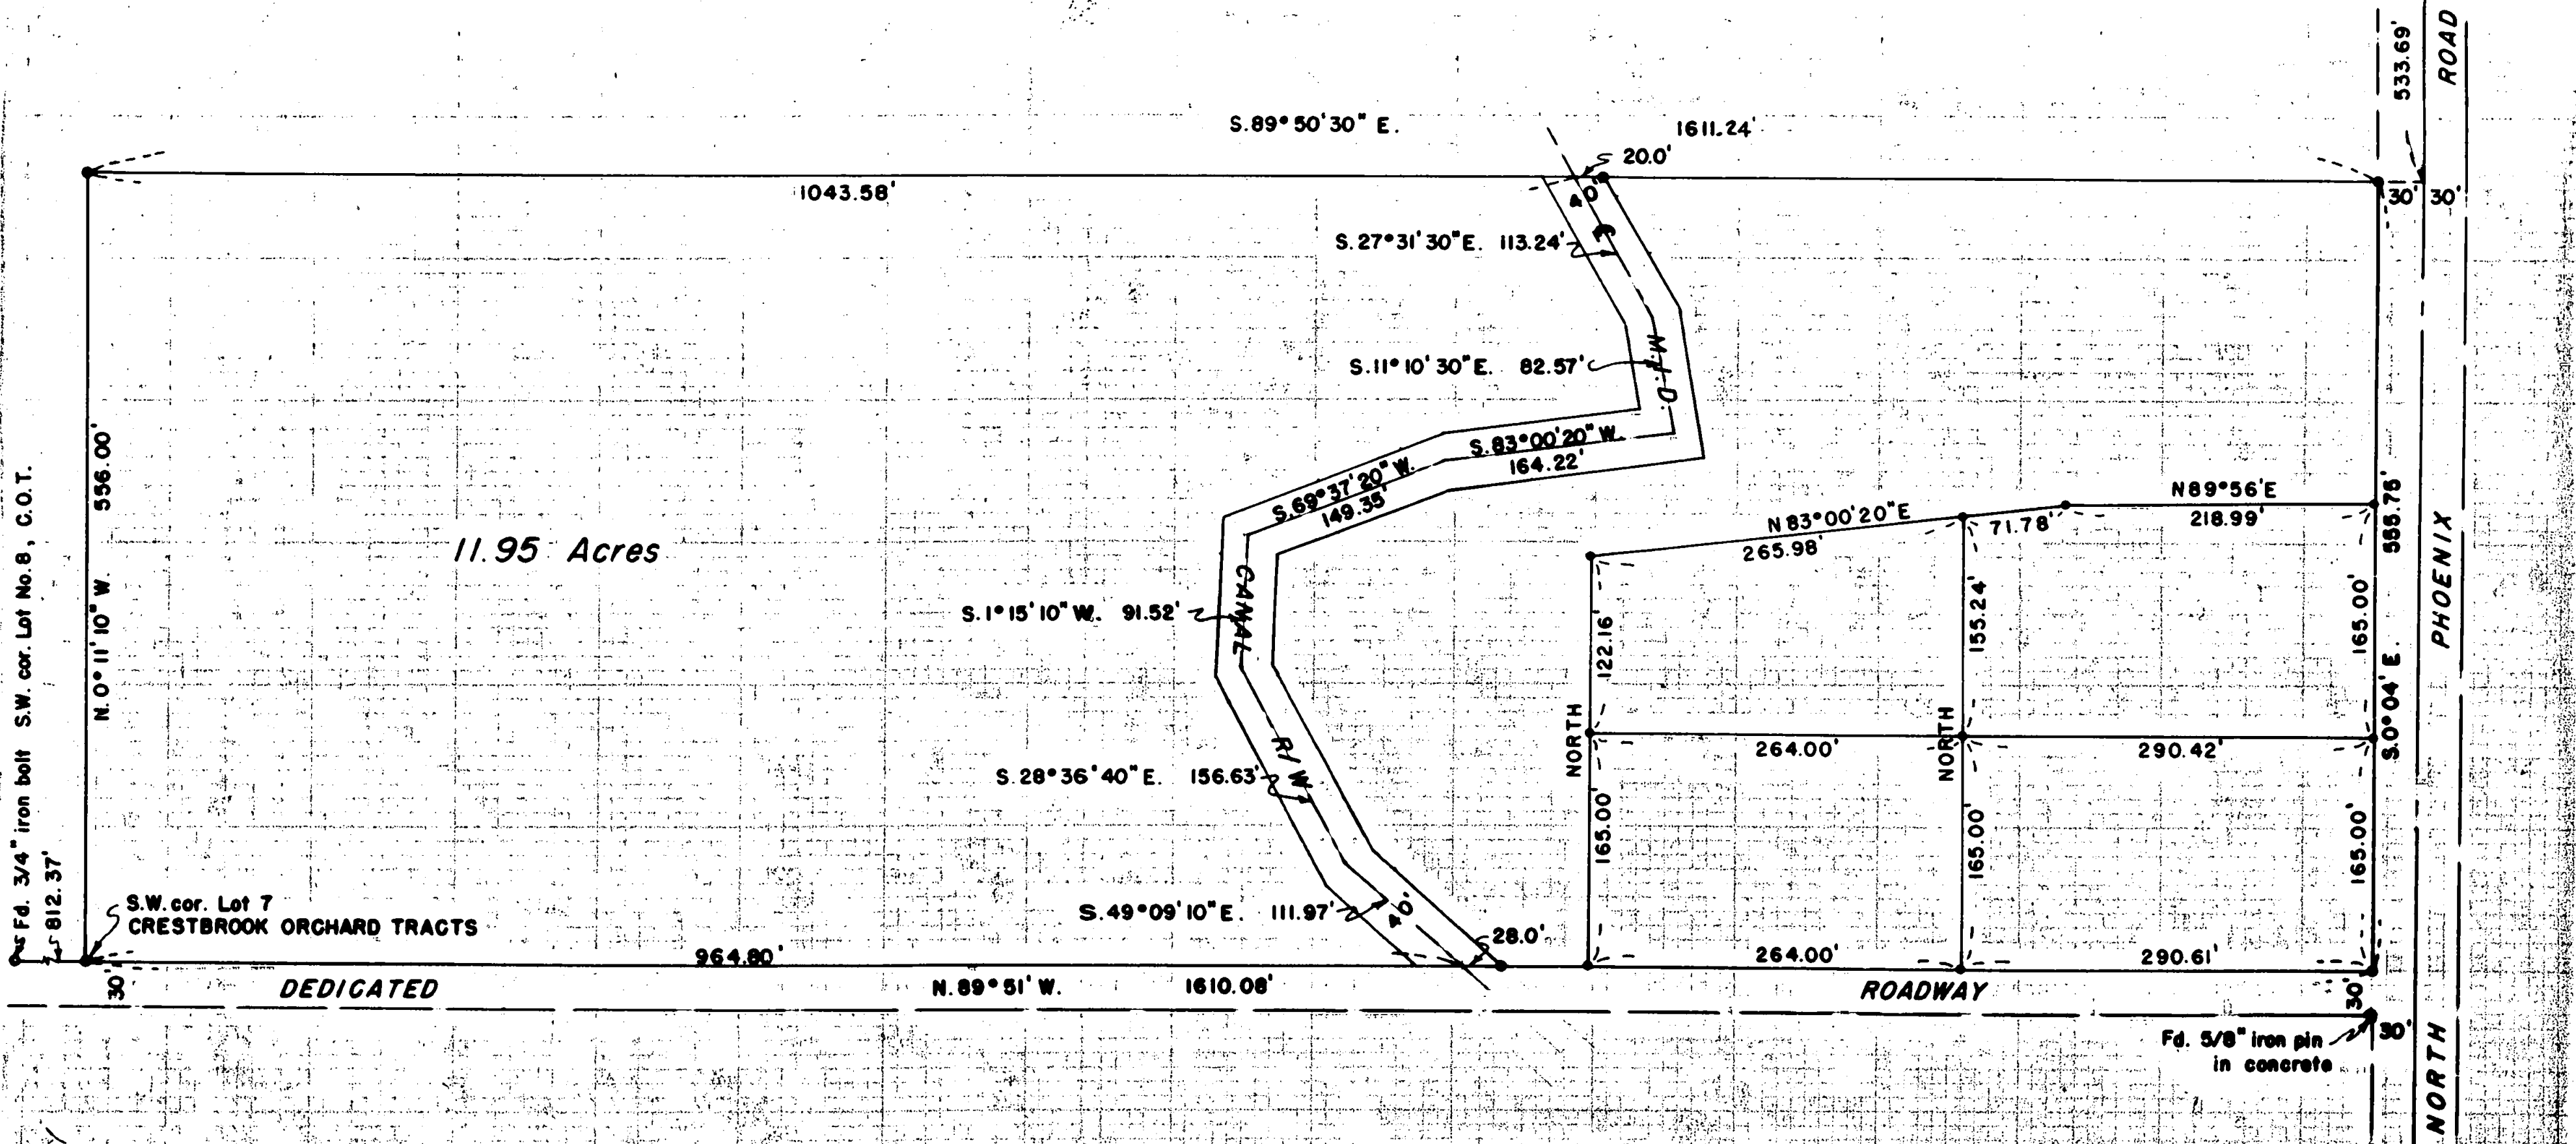 533.69'
ROAD
S.89°50'30" E.
1611.24'
20.0'
1043.58'
40'
30'
30'
S.27°31'30"E. 113.24'
M.I.D.
S.11°10'30"E. 82.57'
S.83°00'20"W.
164.22'
S.69°37'20"W.
149.35'
N89°56'E
218.99'
N83°00'20"E
265.98'
71.78'
555.75'
PHOENIX
556.00'
N.0°11'10"W.
11.95 Acres
CANAL
S.1°15'10"W. 91.52'
122.16'
155.24'
165.00'
S.0°04'E.
NORTH
NORTH
264.00'
290.42'
R/W
S.28°36'40"E. 156.63'
165.00'
165.00'
165.00'
Fd. 3/4" iron bolt S.W. cor. Lot No. 8, C.O.T.
812.37'
S.W. cor. Lot 7
CRESTBROOK ORCHARD TRACTS
S.49°09'10"E. 111.97'
40'
28.0'
964.80'
264.00'
290.61'
30'
DEDICATED
N.89°51'W.
1610.08'
ROADWAY
30'
Fd. 5/8" iron pin
in concrete
30'
NORTH